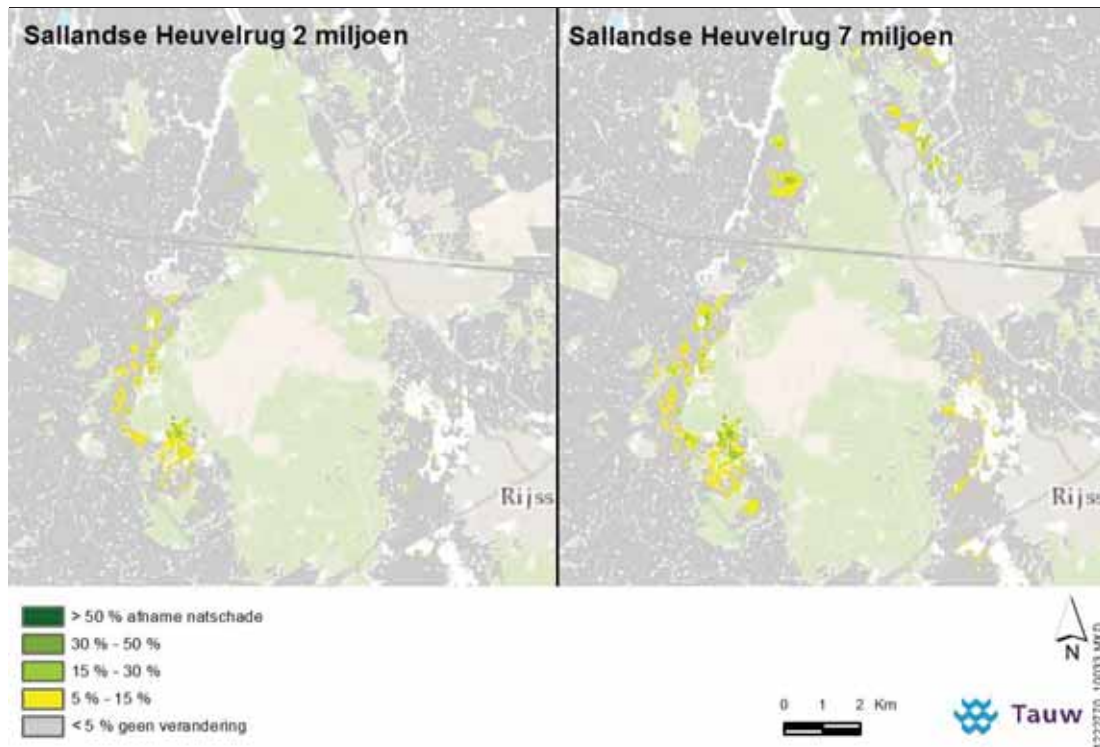 Sallandse Heuvelrug 2 miljoen
Sallandse Heuvelrug 7 miljoen
Rijss
Rijss
> 50 % afname natschade
30 % - 50 %
15 % - 30 %
5 % - 15 %
< 5 % geen verandering
N
0 1 2 Km
Tauw